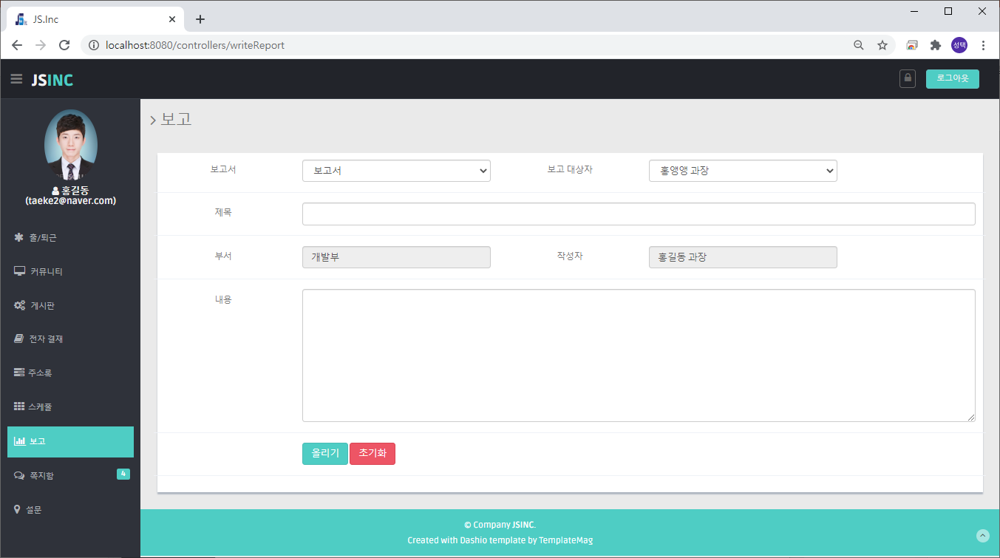 JS.Inc
localhost:8080/controllers/writeReport
성택
JSINC
로그아웃
홍길동
(taeke2@naver.com)
출/퇴근
커뮤니티
게시판
전자 결재
주소록
스케줄
보고
쪽지함 4
설문
보고
보고서 보고서 보고 대상자 홍앵앵 과장
제목
부서 개발부 작성자 홍길동 과장
내용
올리기 초기화
© Company JSINC.
Created with Dashio template by TemplateMag